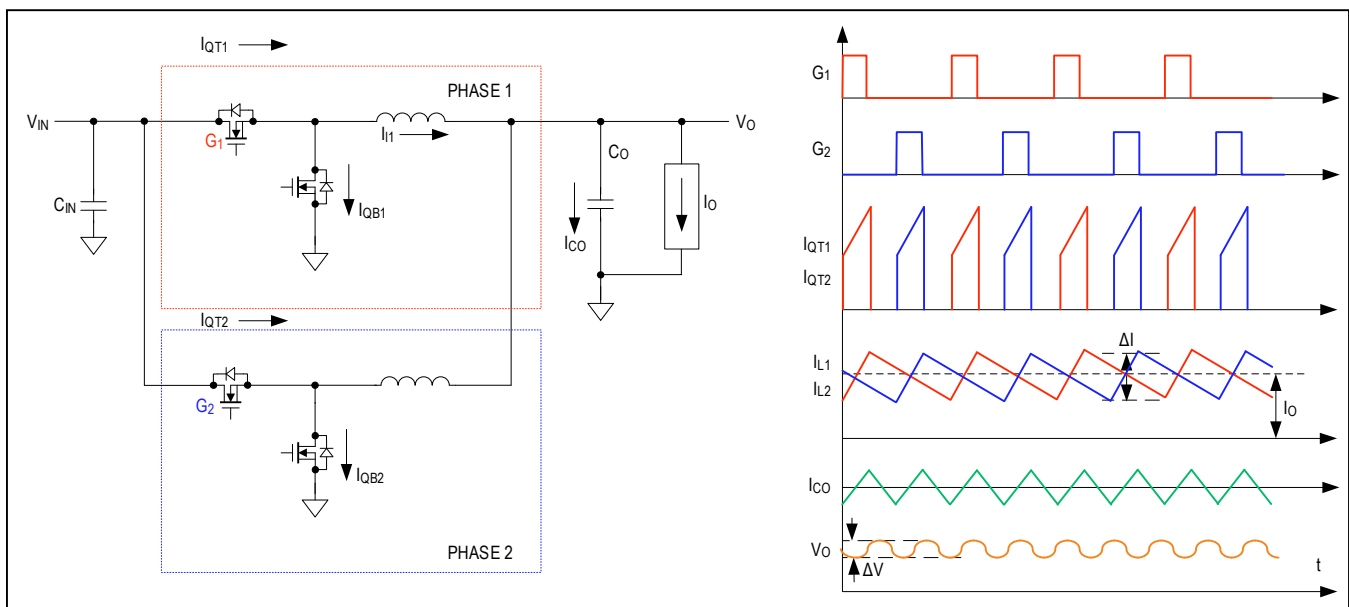 IQT1
PHASE 1
VIN
G1
II1
VO
CIN
IQB1
CO
ICO
IO
IQT2
G2
IQB2
PHASE 2
G1
G2
IQT1
IQT2
IL1
IL2
ΔI
IO
ICO
VO
ΔV
t